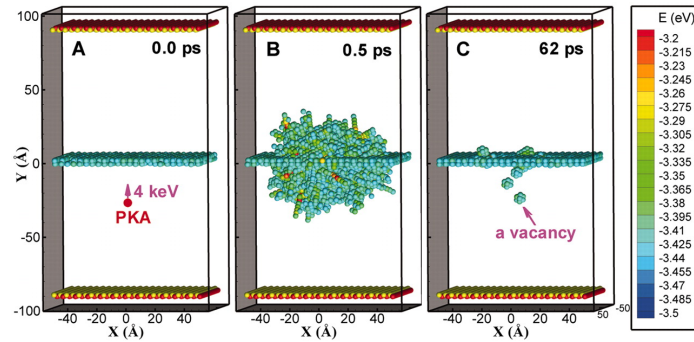 E (eV)
A 0.0 ps
B 0.5 ps
C 62 ps
100
50
0
-50
-100
Y (Å)
4 keV
PKA
a vacancy
-40 -20 0 20 40
X (Å)
-40 -20 0 20 40
X (Å)
-40 -20 0 20 40
X (Å)
50
-50
-3.2
-3.215
-3.23
-3.245
-3.26
-3.275
-3.29
-3.305
-3.32
-3.335
-3.35
-3.365
-3.38
-3.395
-3.41
-3.425
-3.44
-3.455
-3.47
-3.485
-3.5